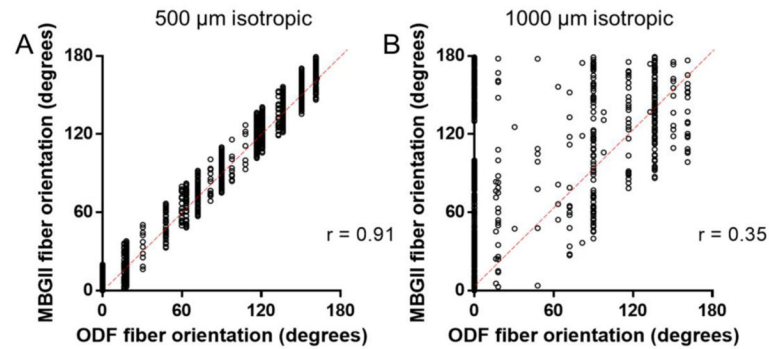 500 µm isotropic
A
MBGII fiber orientation (degrees)
180
120
60
0
r = 0.91
0 60 120 180
ODF fiber orientation (degrees)
1000 µm isotropic
B
MBGII fiber orientation (degrees)
180
120
60
0
r = 0.35
0 60 120 180
ODF fiber orientation (degrees)